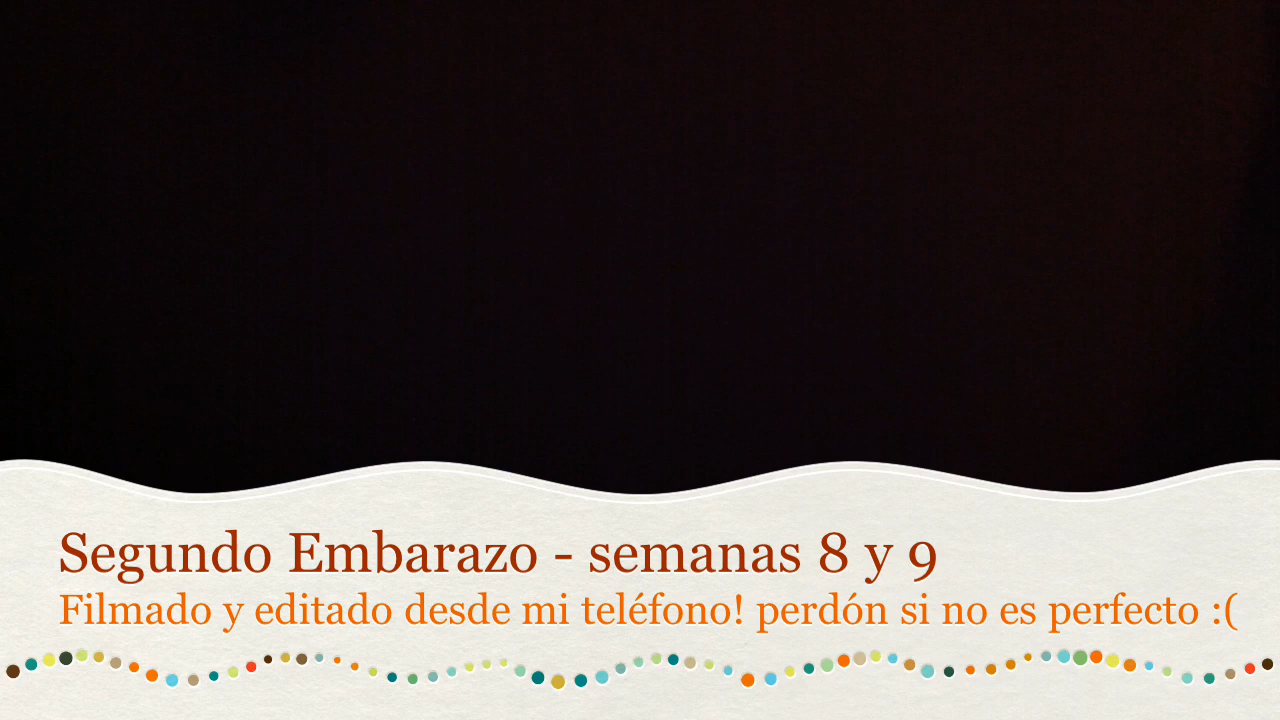 Segundo Embarazo - semanas 8 y 9
Filmado y editado desde mi teléfono! perdón si no es perfecto :(